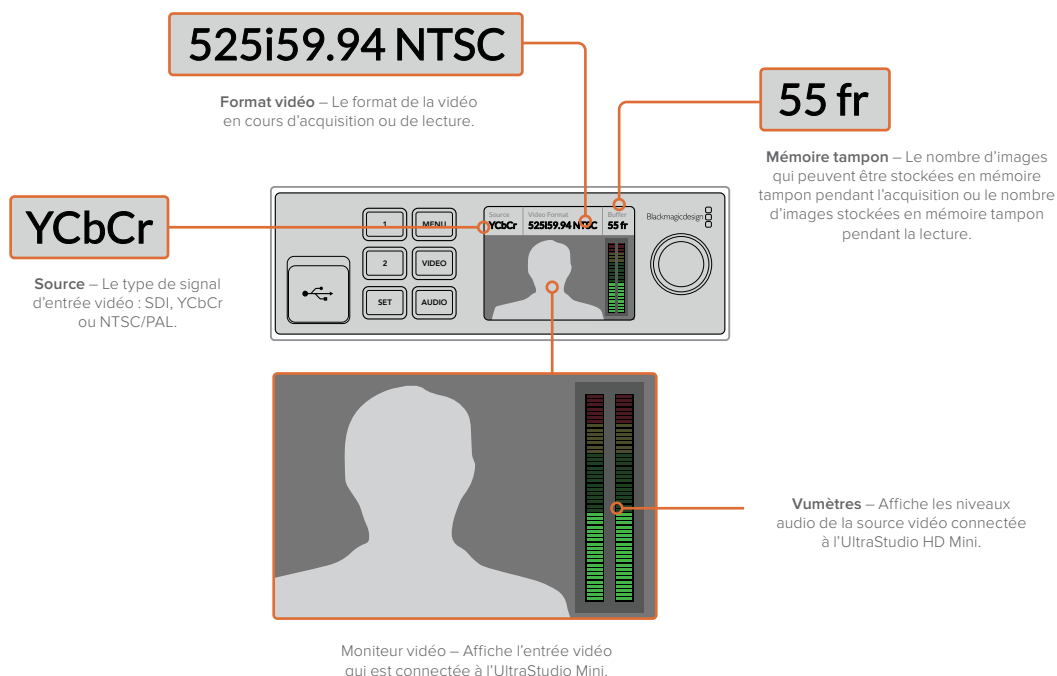 525i59.94 NTSC
Format vidéo – Le format de la vidéo
en cours d'acquisition ou de lecture.
55 fr
Mémoire tampon – Le nombre d'images
qui peuvent être stockées en mémoire
tampon pendant l'acquisition ou le nombre
d'images stockées en mémoire tampon
pendant la lecture.
YCbCr
Source – Le type de signal
d'entrée vidéo : SDI, YCbCr
ou NTSC/PAL.
1
MENU
2
VIDEO
SET
AUDIO
Source
YCbCr
Video Format
525I59.94 NTSC
Buffer
55 fr
Blackmagicdesign
Vumètres – Affiche les niveaux
audio de la source vidéo connectée
à l'UltraStudio HD Mini.
Moniteur vidéo – Affiche l'entrée vidéo
qui est connectée à l'UltraStudio Mini.